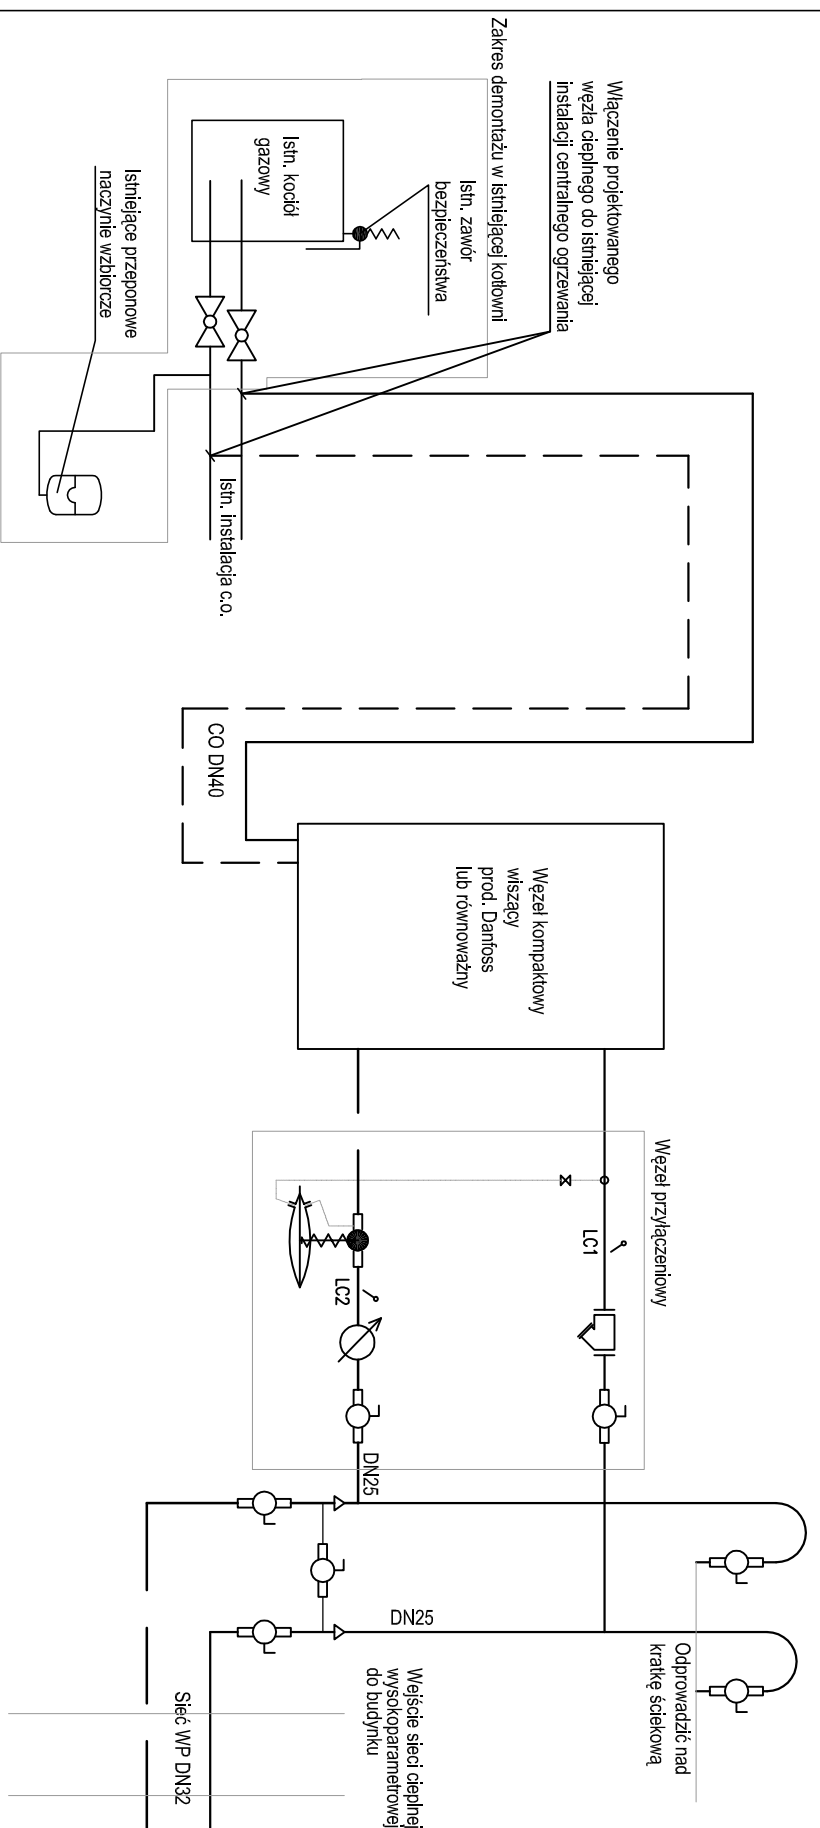 Włączenie projektowanego
węzła cieplnego do istniejącej
instalacji centralnego ogrzewania
Zakres demontażu w istniejącej kotłowni
Istn. zawór
bezpieczeństwa
Istn. kocioł
gazowy
Istniejące przeponowe
naczynie wzbiorcze
Istn. instalacja c.o.
CO DN40
Węzeł kompaktowy
wiszący
prod. Danfoss
lub równoważny
Węzeł przyłączeniowy
LC1
LC2
DN25
DN25
Odprowadzić nad
kratkę ściekową
Wejście sieci cieplnej
wysokoparametrowej
do budynku
Sieć WP DN32